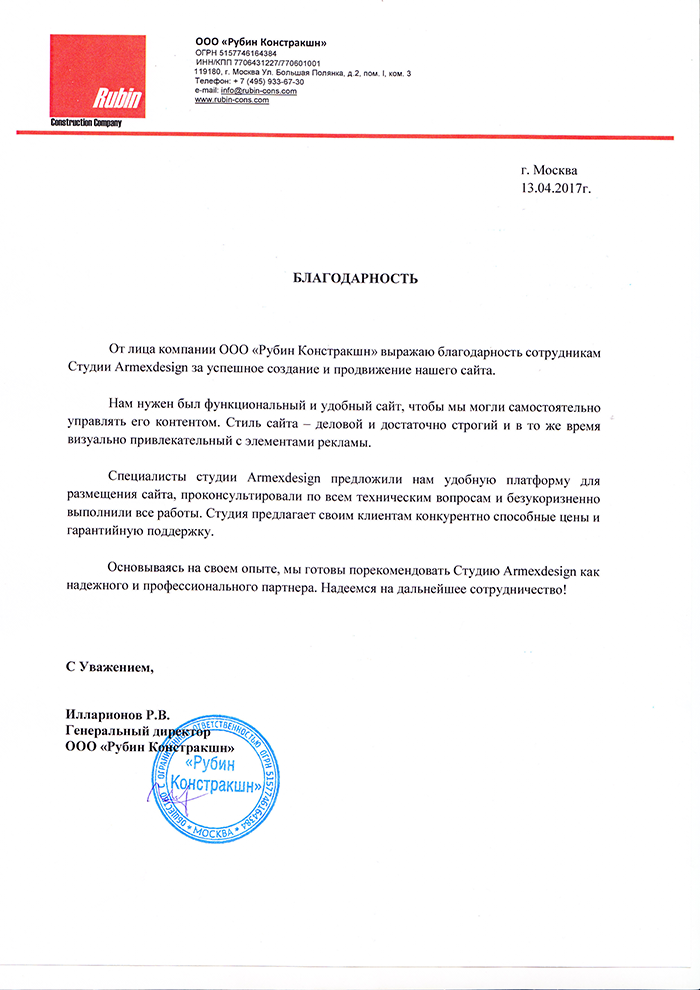 Rubin
Construction Company
ООО «Рубин Констракшн»
ОГРН 5157746164384
ИНН/КПП 7706431227/770601001
119180, г. Москва Ул. Большая Полянка, д.2, пом. I, ком. 3
Телефон: + 7 (495) 933-67-30
e-mail: info@rubin-cons.com
www.rubin-cons.com
г. Москва
13.04.2017г.
БЛАГОДАРНОСТЬ
От лица компании ООО «Рубин Констракшн» выражаю благодарность сотрудникам
Студии Armexdesign за успешное создание и продвижение нашего сайта.
Нам нужен был функциональный и удобный сайт, чтобы мы могли самостоятельно
управлять его контентом. Стиль сайта – деловой и достаточно строгий и в то же время
визуально привлекательный с элементами рекламы.
Специалисты студии Armexdesign предложили нам удобную платформу для
размещения сайта, проконсультировали по всем техническим вопросам и безукоризненно
выполнили все работы. Студия предлагает своим клиентам конкурентно способные цены и
гарантийную поддержку.
Основываясь на своем опыте, мы готовы порекомендовать Студию Armexdesign как
надежного и профессионального партнера. Надеемся на дальнейшее сотрудничество!
С Уважением,
Илларионов Р.В.
Генеральный директор
ООО «Рубин Констракшн»
ОБЩЕСТВО С ОГРАНИЧЕННОЙ ОТВЕТСТВЕННОСТЬЮ ОГРН 5157746164384
«Рубин
Констракшн»
* МОСКВА *